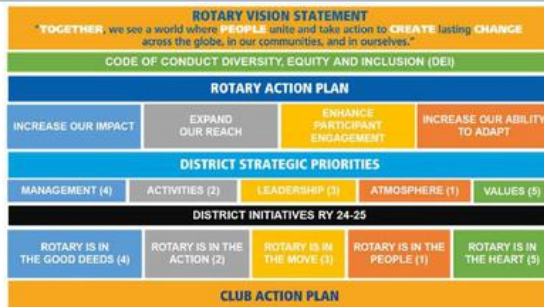 ROTARY VISION STATEMENT
"TOGETHER, we see a world where PEOPLE unite and take action to CREATE lasting CHANGE
across the globe, in our communities, and in ourselves."
CODE OF CONDUCT DIVERSITY, EQUITY AND INCLUSION (DEI)
ROTARY ACTION PLAN
INCREASE OUR IMPACT
EXPAND
OUR REACH
ENHANCE
PARTICIPANT
ENGAGEMENT
INCREASE OUR ABILITY
TO ADAPT
DISTRICT STRATEGIC PRIORITIES
MANAGEMENT (4)
ACTIVITIES (2)
LEADERSHIP (3)
ATMOSPHERE (1)
VALUES (5)
DISTRICT INITIATIVES RY 24-25
ROTARY IS IN
THE GOOD DEEDS (4)
ROTARY IS IN THE
ACTION (2)
ROTARY IS IN
THE MOVE (3)
ROTARY IS IN THE
PEOPLE (1)
ROTARY IS IN
THE HEART (5)
CLUB ACTION PLAN